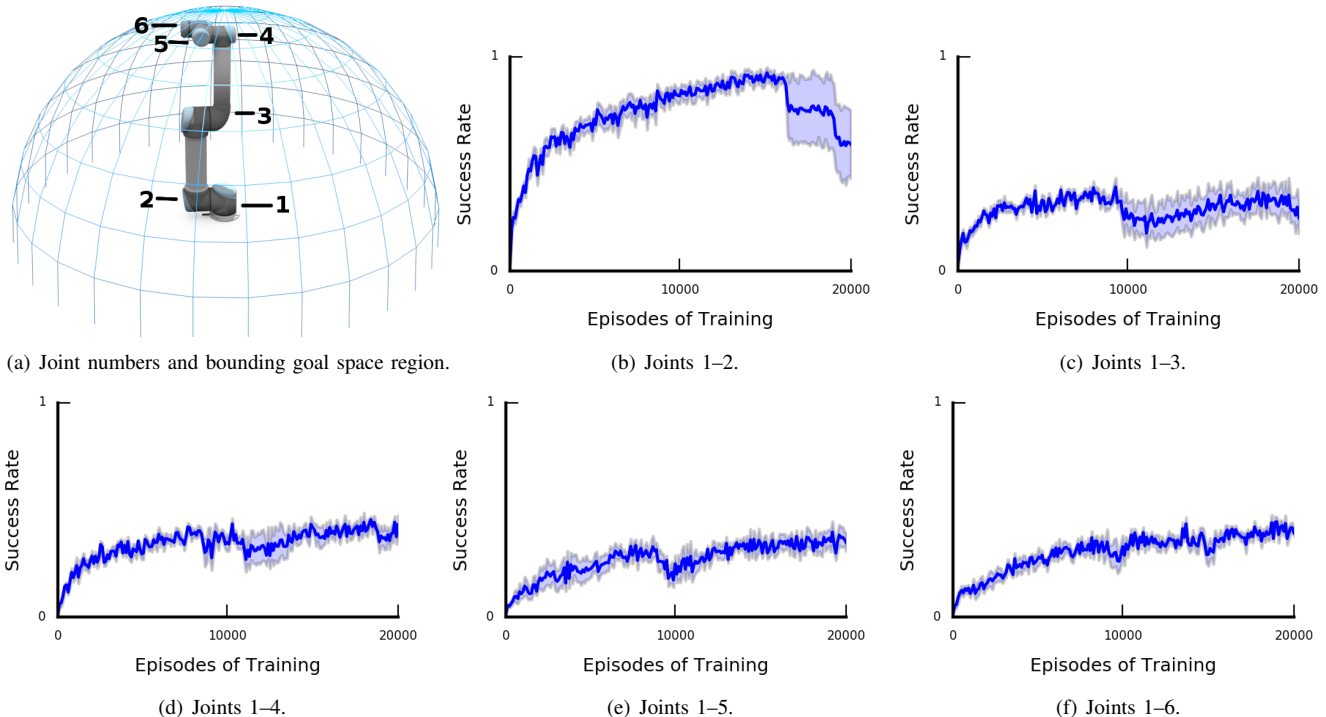 6
5
4
3
2
1
(a) Joint numbers and bounding goal space region.
1
Success Rate
0
0
10000
20000
Episodes of Training
(b) Joints 1–2.
1
Success Rate
0
0
10000
20000
Episodes of Training
(c) Joints 1–3.
1
Success Rate
0
0
10000
20000
Episodes of Training
(d) Joints 1–4.
1
Success Rate
0
0
10000
20000
Episodes of Training
(e) Joints 1–5.
1
Success Rate
0
0
10000
20000
Episodes of Training
(f) Joints 1–6.